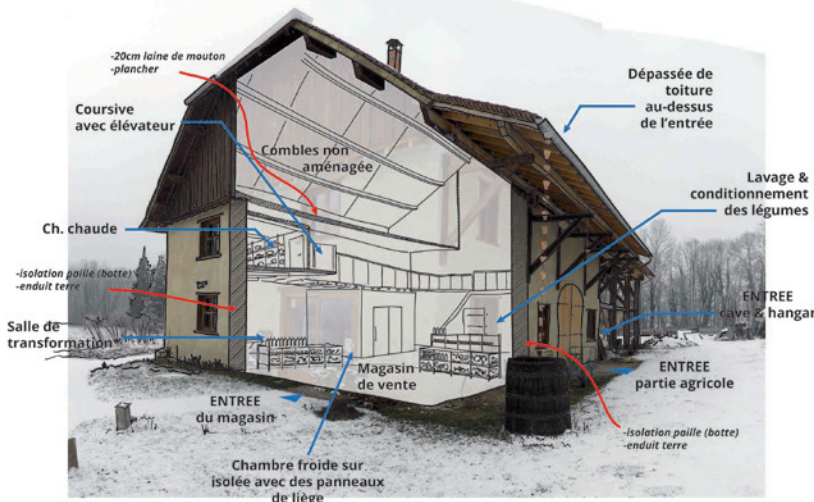 -20cm laine de mouton
-plancher
Coursive
avec élévateur
Combles non
aménagée
Dépassée de
toiture
au-dessus
de l'entrée
Lavage &
conditionnement
des légumes
Ch. chaude
-isolation paille (botte)
-enduit terre
Salle de
transformation
ENTREE
cave & hangar
ENTREE
partie agricole
Magasin
de vente
ENTREE
du magasin
-isolation paille (botte)
-enduit terre
Chambre froide sur
isolée avec des panneaux
de liège